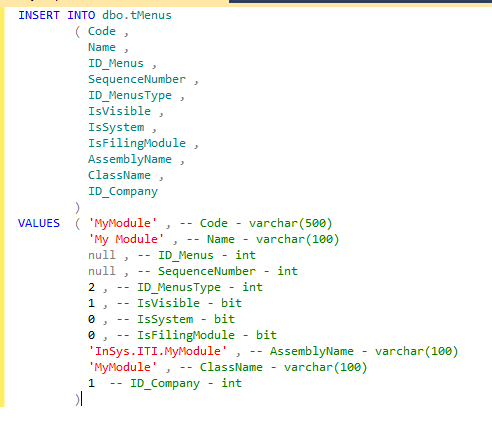 INSERT INTO dbo.tMenus
( Code ,
Name ,
ID_Menus ,
SequenceNumber ,
ID_MenusType ,
IsVisible ,
IsSystem ,
IsFilingModule ,
AssemblyName ,
ClassName ,
ID_Company
)
VALUES ( 'MyModule' , -- Code - varchar(500)
'My Module' , -- Name - varchar(100)
null , -- ID_Menus - int
null , -- SequenceNumber - int
2 , -- ID_MenusType - int
1 , -- IsVisible - bit
0 , -- IsSystem - bit
0 , -- IsFilingModule - bit
'InSys.ITI.MyModule' , -- AssemblyName - varchar(100)
'MyModule' , -- ClassName - varchar(100)
1 -- ID_Company - int
)